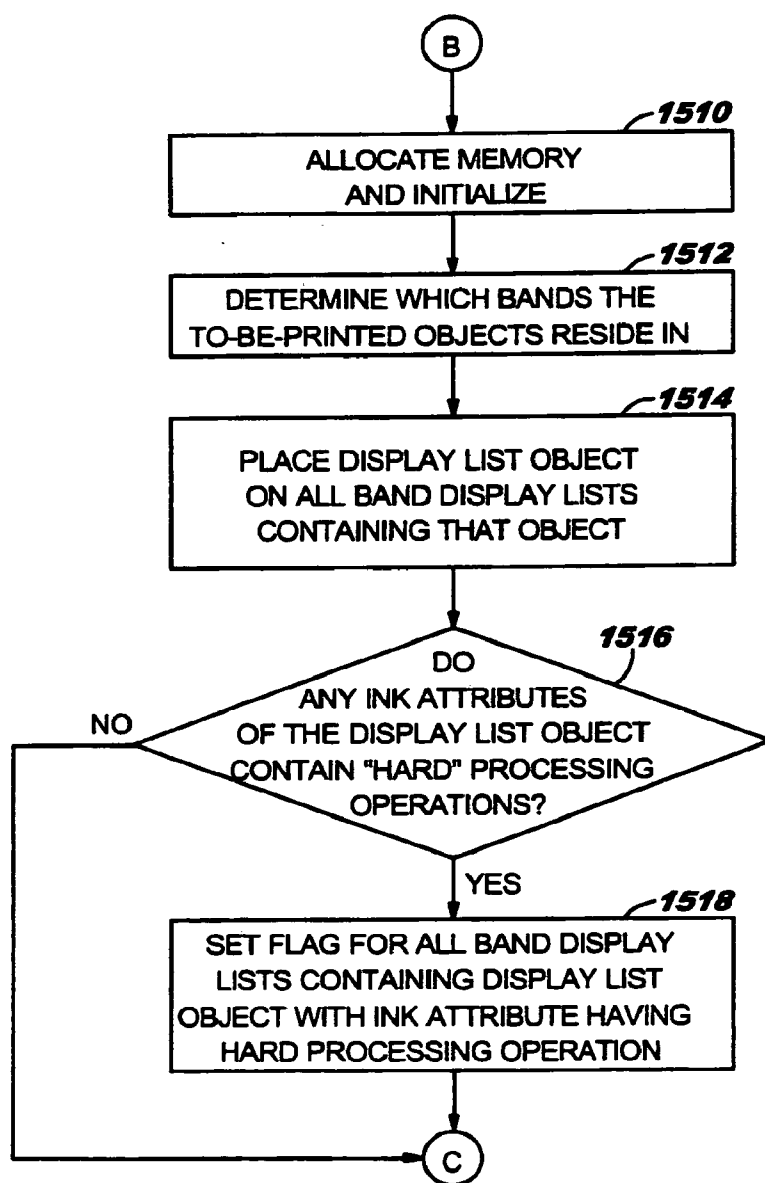 B
1510
ALLOCATE MEMORY
AND INITIALIZE
1512
DETERMINE WHICH BANDS THE
TO-BE-PRINTED OBJECTS RESIDE IN
1514
PLACE DISPLAY LIST OBJECT
ON ALL BAND DISPLAY LISTS
CONTAINING THAT OBJECT
1516
DO
ANY INK ATTRIBUTES
OF THE DISPLAY LIST OBJECT
CONTAIN "HARD" PROCESSING
OPERATIONS?
NO
YES
1518
SET FLAG FOR ALL BAND DISPLAY
LISTS CONTAINING DISPLAY LIST
OBJECT WITH INK ATTRIBUTE HAVING
HARD PROCESSING OPERATION
C